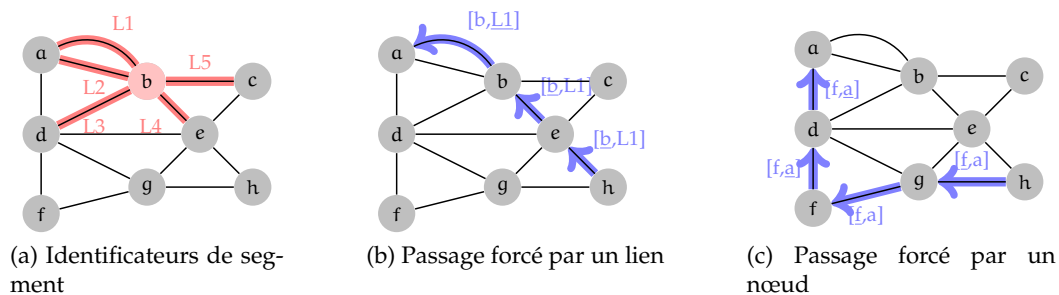 L1
a
b
L5
c
L2
L3
L4
d
e
g
h
f
(a) Identificateurs de seg-
ment
[b,L1]
a
b
c
[b,L1]
d
e
[b,L1]
g
h
f
(b) Passage forcé par un lien
a
b
c
[f,a]
d
e
[f,a]
[f,a]
g
h
f
[f,a]
(c) Passage forcé par un
nœud